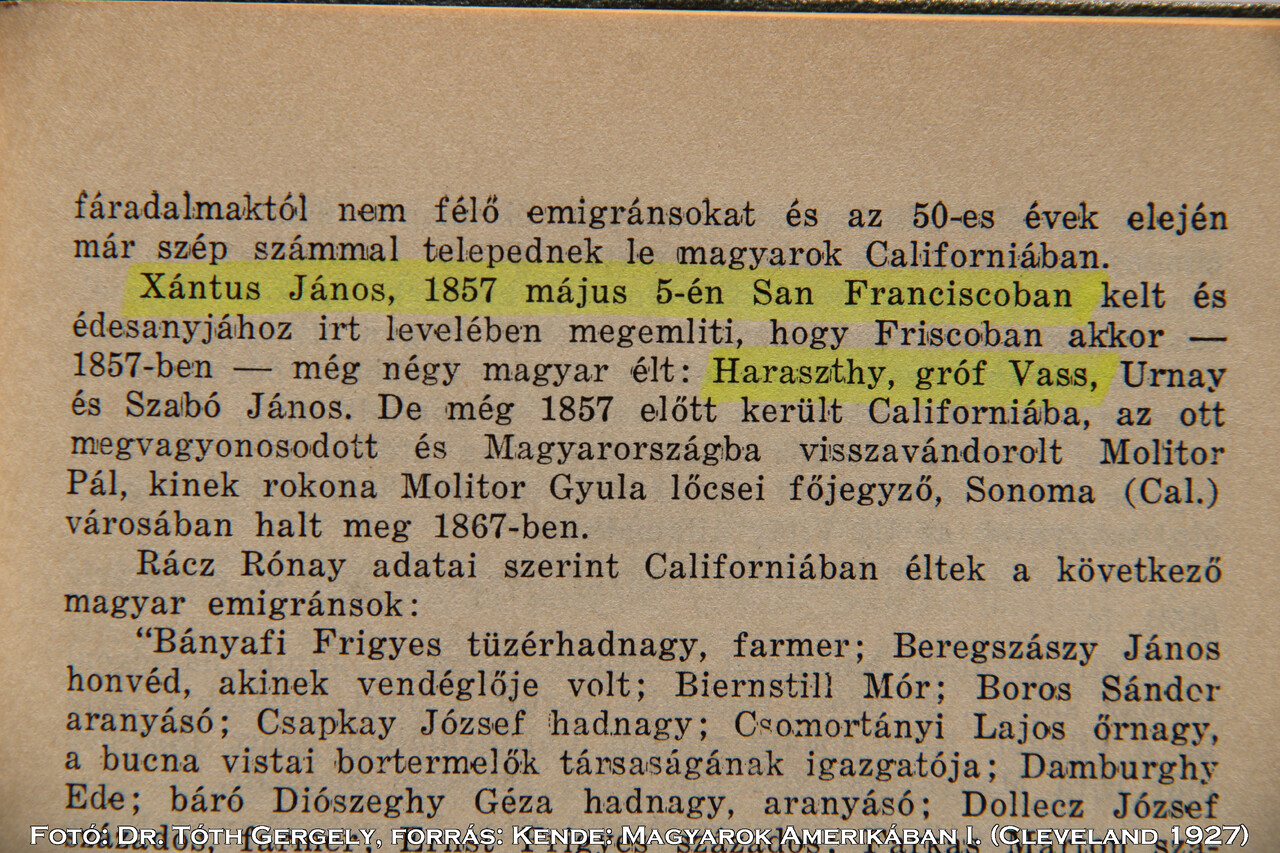 fáradalmaktól nem félő emigránsokat és az 50-es évek elején
már szép számmal telepednek le magyarok Californiában.
Xántus János, 1857 május 5-én San Franciscoban kelt és
édesanyjához irt levelében megemliti, hogy Friscoban akkor —
1857-ben — még négy magyar élt: Haraszthy, gróf Vass, Urnay
és Szabó János. De még 1857 előtt került Californiába, az ott
megvagyonosodott és Magyarországba visszavándorolt Molitor
Pál, kinek rokona Molitor Gyula lőcsei főjegyző, Sonoma (Cal.)
városában halt meg 1867-ben.
Rácz Rónay adatai szerint Californiában éltek a következő
magyar emigránsok:
“Bányafi Frigyes tüzérhadnagy, farmer; Beregszászy János
honvéd, akinek vendéglője volt; Biernstill Mór; Boros Sándor
aranyásó; Csapkay József hadnagy; Csomortányi Lajos őrnagy,
a bucna vistai bortermelők társaságának igazgatója; Damburghy
Ede; báró Diószeghy Géza hadnagy, aranyásó; Dollecz József
százados, farmer; Ernst Frigyes százados; Farkas
Fotó: Dr. Tóth Gergely, forrás: Kende: Magyarok Amerikában I. (Cleveland 1927)